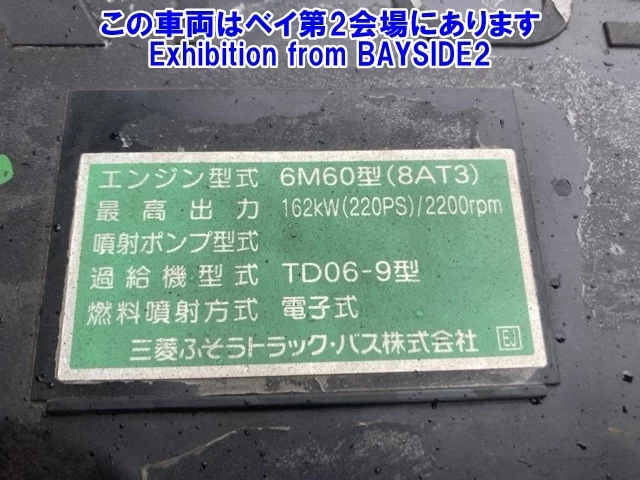 この車両はベイ第2会場にあります
Exhibition from BAYSIDE2
エンジン型式 6M60型(8AT3)
最高出力 162kW(220PS)/2200rpm
噴射ポンプ型式
過給機型式 TD06-9型
燃料噴射方式 電子式
三菱ふそうトラック・バス株式会社 EJ